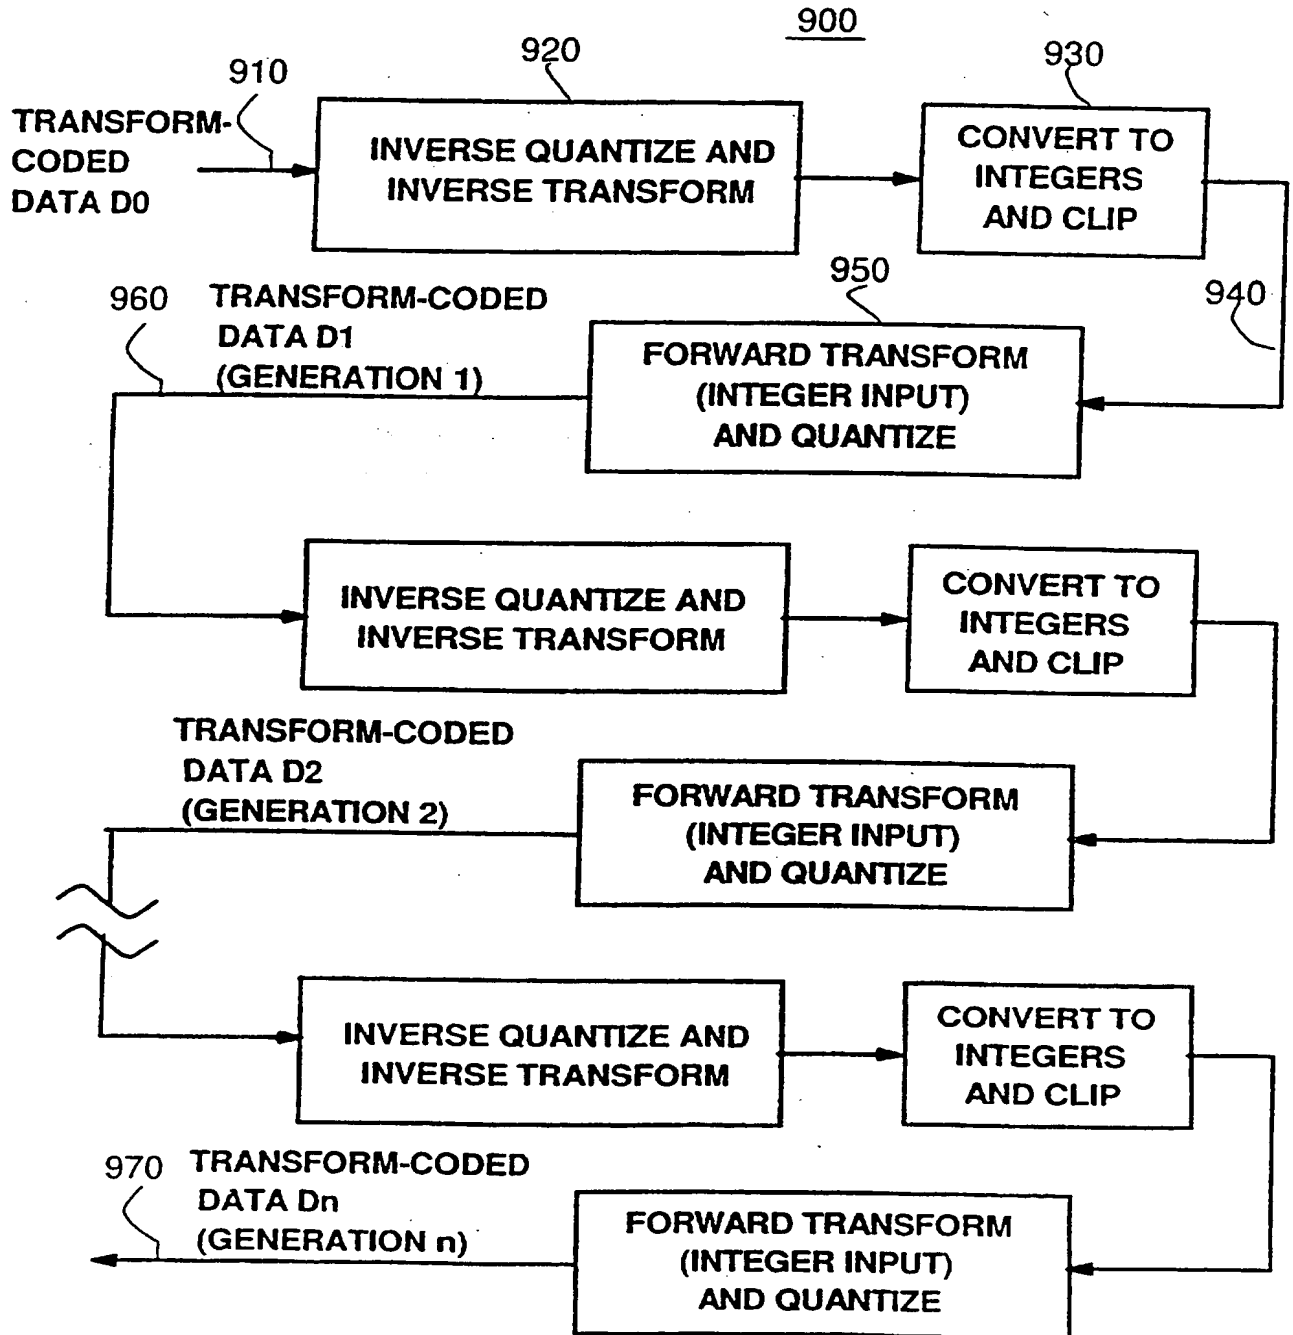 900
910
920
930
TRANSFORM-
CODED
DATA D0
INVERSE QUANTIZE AND
INVERSE TRANSFORM
CONVERT TO
INTEGERS
AND CLIP
940
950
960
TRANSFORM-CODED
DATA D1
(GENERATION 1)
FORWARD TRANSFORM
(INTEGER INPUT)
AND QUANTIZE
INVERSE QUANTIZE AND
INVERSE TRANSFORM
CONVERT TO
INTEGERS
AND CLIP
TRANSFORM-CODED
DATA D2
(GENERATION 2)
FORWARD TRANSFORM
(INTEGER INPUT)
AND QUANTIZE
INVERSE QUANTIZE AND
INVERSE TRANSFORM
CONVERT TO
INTEGERS
AND CLIP
970
TRANSFORM-CODED
DATA Dn
(GENERATION n)
FORWARD TRANSFORM
(INTEGER INPUT)
AND QUANTIZE